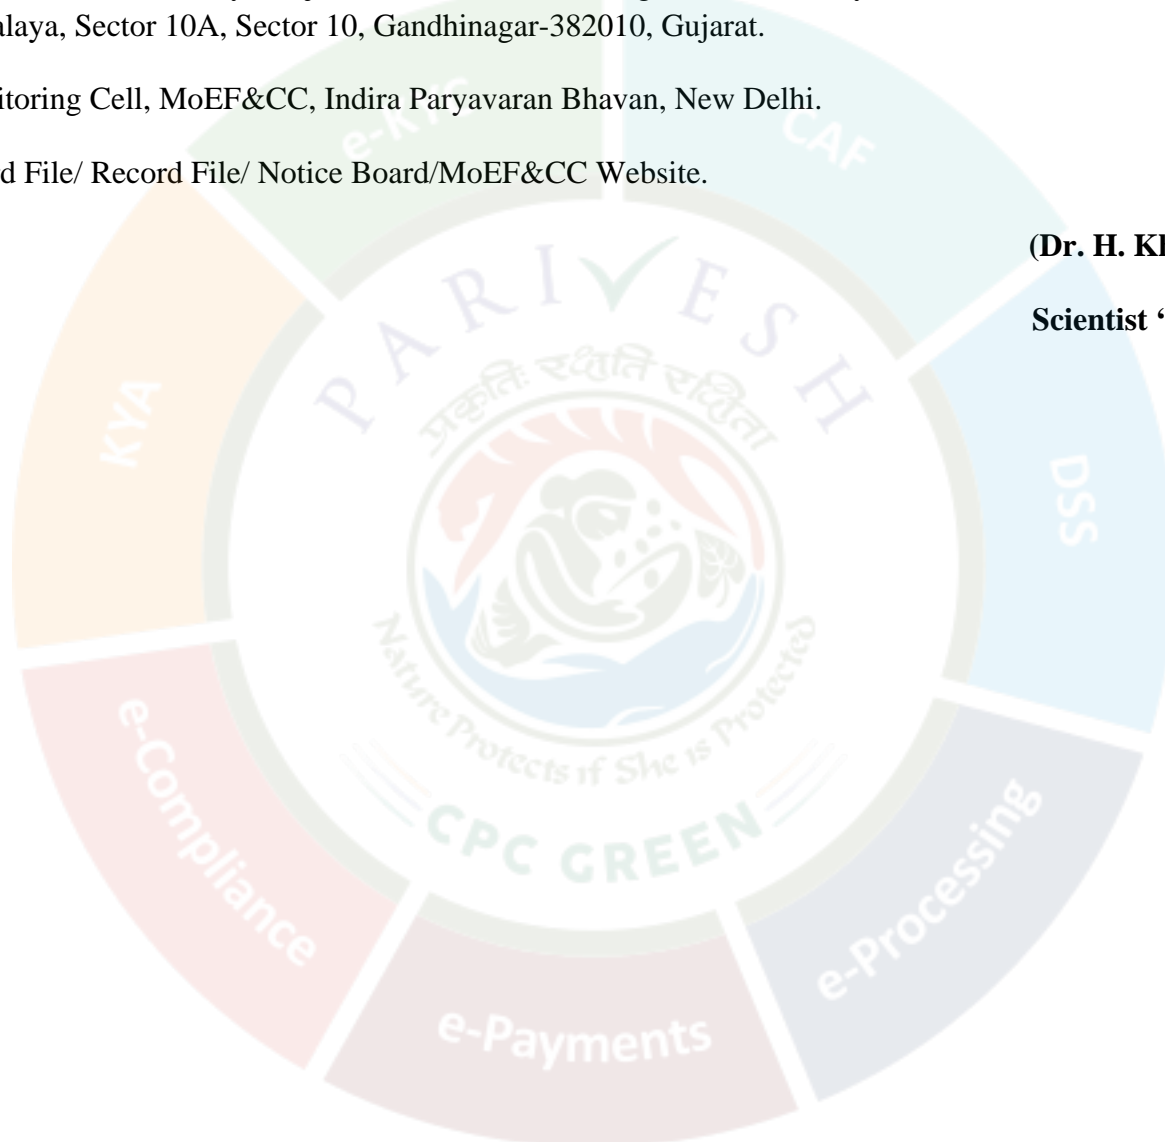 alaya, Sector 10A, Sector 10, Gandhinagar-382010, Gujarat.
itoring Cell, MoEF&CC, Indira Paryavaran Bhavan, New Delhi.
d File/ Record File/ Notice Board/MoEF&CC Website.
(Dr. H. K
Scientist ‘
e-KYC
CAF
KYA
DSS
PARIVESH
प्रकृतिः रक्षति रक्षिता
Nature Protects if She is Protected
CPC GREEN
e-Compliance
e-Processing
e-Payments